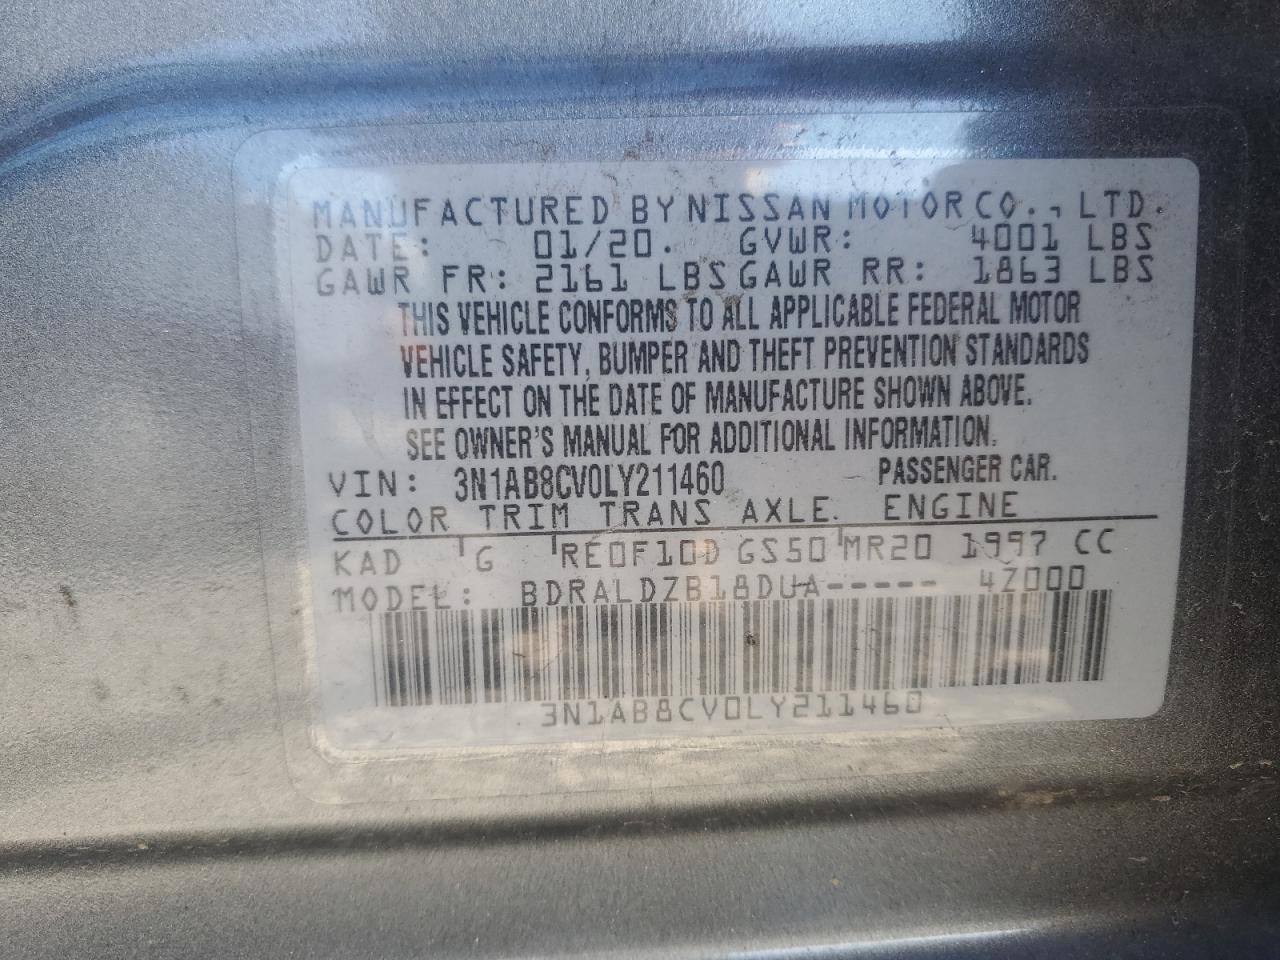 MANUFACTURED BY NISSAN MOTOR CO., LTD.
DATE: 01/20. GVWR: 4001 LBS
GAWR FR: 2161 LBS GAWR RR: 1863 LBS
THIS VEHICLE CONFORMS TO ALL APPLICABLE FEDERAL MOTOR
VEHICLE SAFETY, BUMPER AND THEFT PREVENTION STANDARDS
IN EFFECT ON THE DATE OF MANUFACTURE SHOWN ABOVE.
SEE OWNER'S MANUAL FOR ADDITIONAL INFORMATION.
VIN: 3N1AB8CV0LY211460 PASSENGER CAR.
COLOR TRIM TRANS AXLE. ENGINE
KAD G RE0F10D GS50 MR20 1997 CC
MODEL: BDRALDZB18DUA----- 4Z000
3N1AB8CV0LY211460